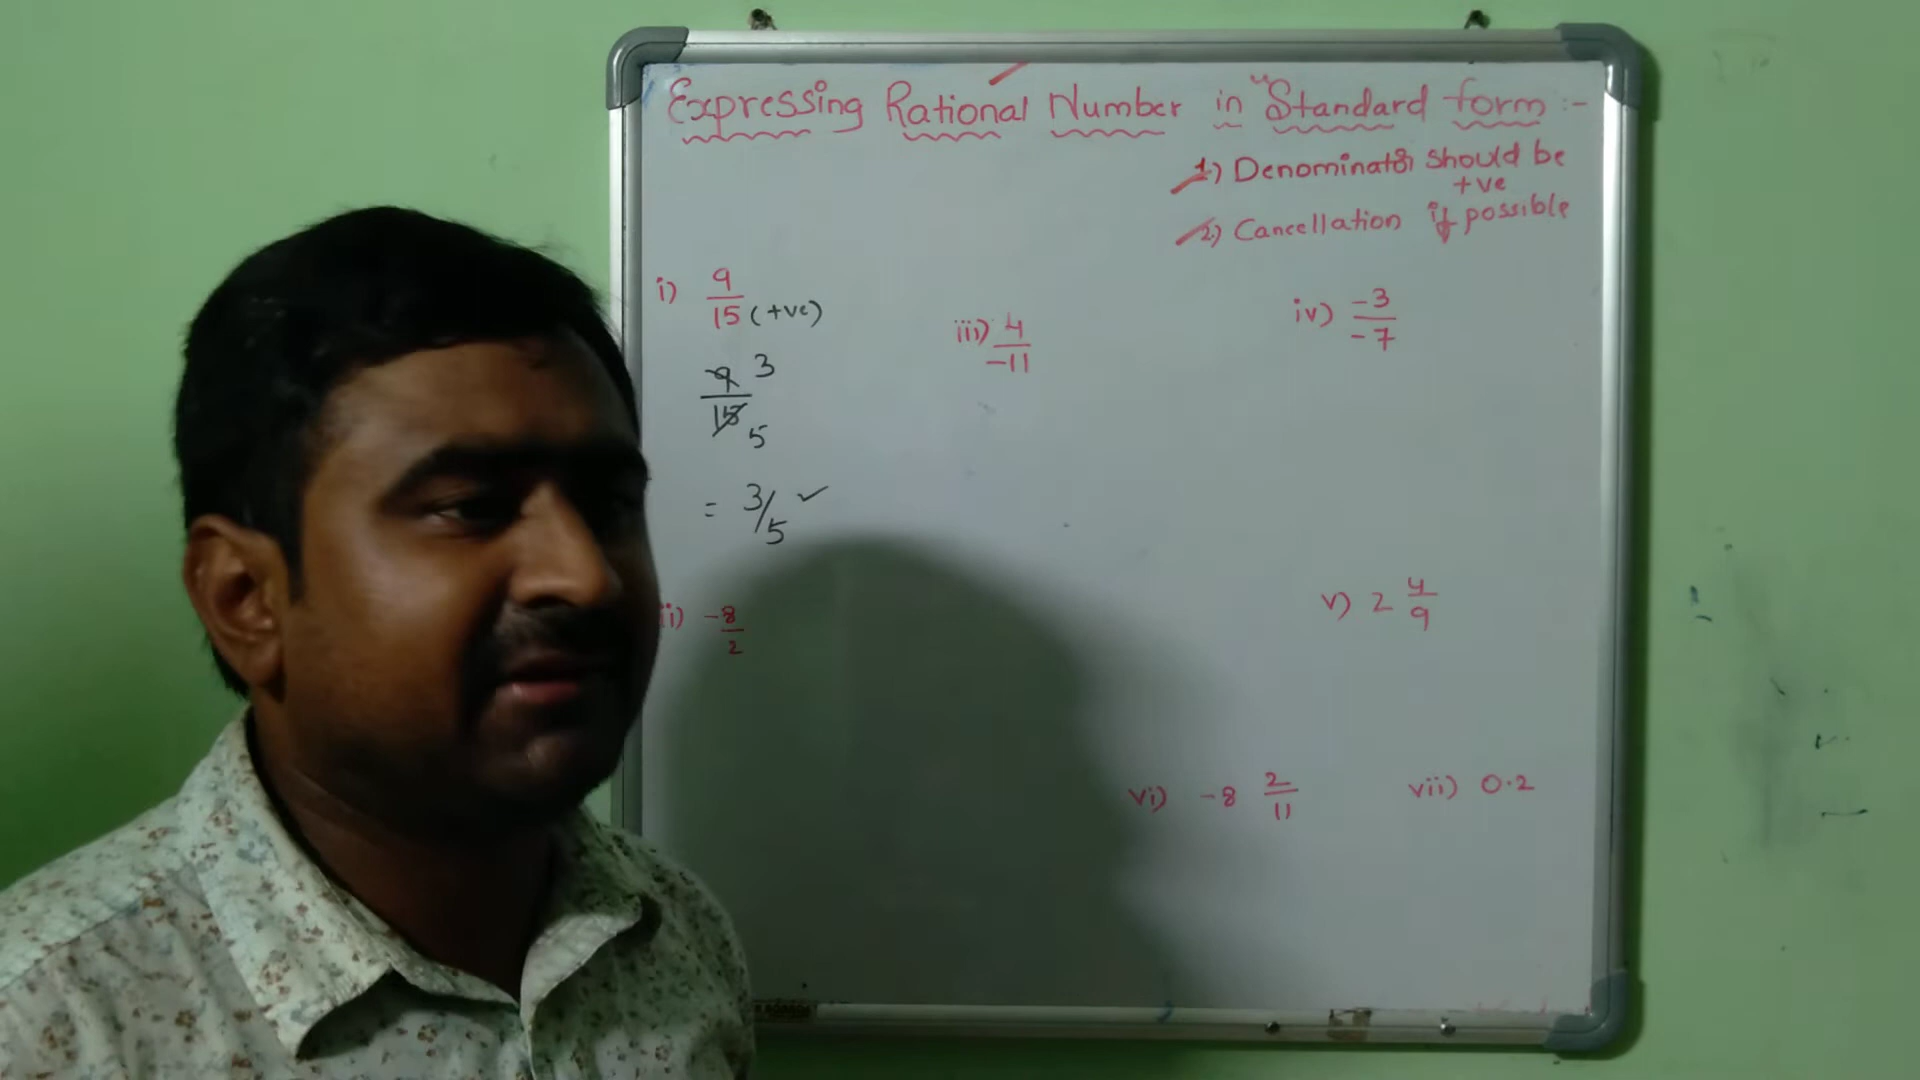 Expressing Rational Number in "Standard form :-
1) Denominator should be
+ve
2) Cancellation if possible
i) 9/15 (+ve)
9/15 3/5
= 3/5 ✓
ii) -8/2
iii) 4/-11
iv) -3/-7
v) 2 4/9
vi) -8 2/11
vii) 0.2